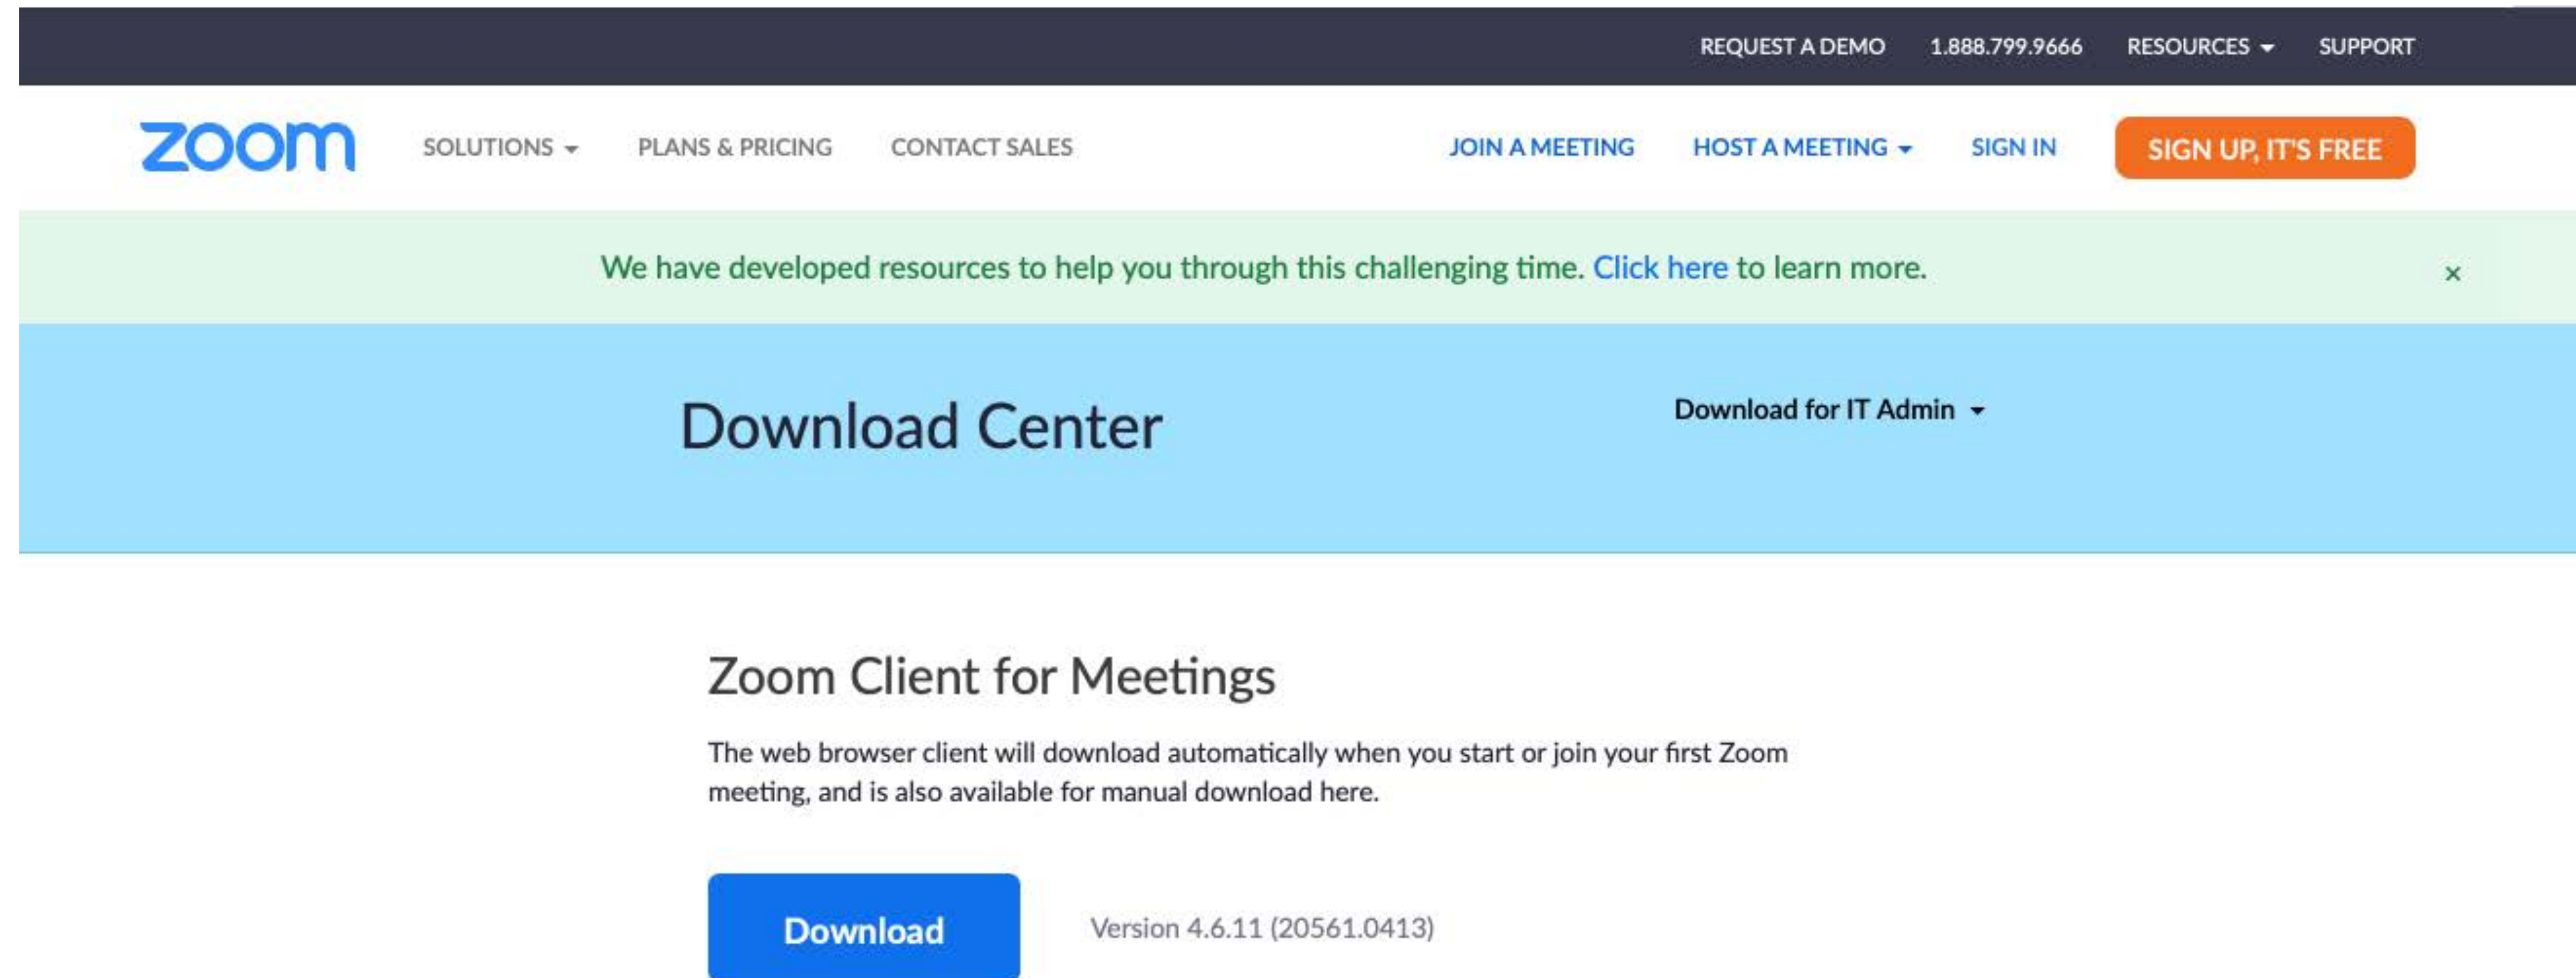 REQUEST A DEMO 1.888.799.9666 RESOURCES SUPPORT
zoom SOLUTIONS PLANS & PRICING CONTACT SALES JOIN A MEETING HOST A MEETING SIGN IN SIGN UP, IT'S FREE
We have developed resources to help you through this challenging time. Click here to learn more. ×
Download Center
Download for IT Admin
Zoom Client for Meetings
The web browser client will download automatically when you start or join your first Zoom
meeting, and is also available for manual download here.
Download Version 4.6.11 (20561.0413)